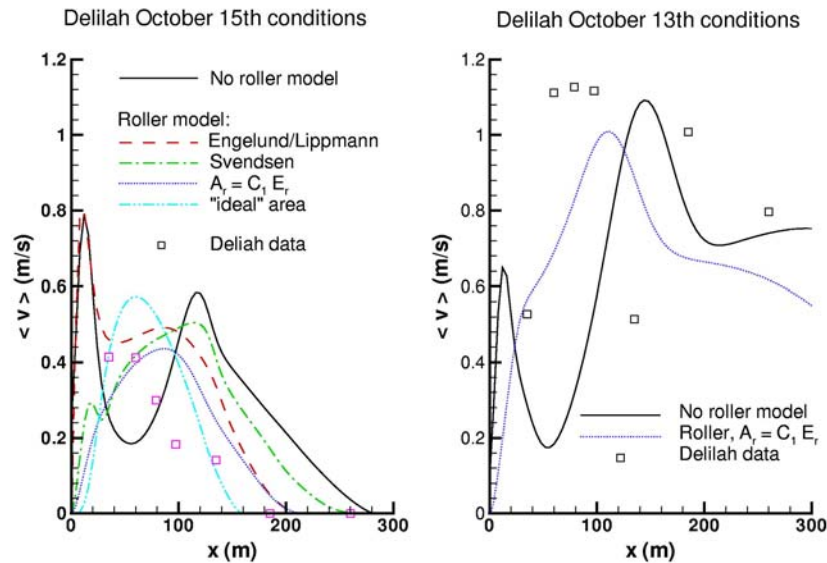 Delilah October 15th conditions
1.2
1
0.8
0.6
0.4
0.2
0
< v > (m/s)
No roller model
Roller model:
Engelund/Lippmann
Svendsen
A_r = C_1 E_r
"ideal" area
Deliah data
0 100 200 300
x (m)
Delilah October 13th conditions
1.2
1
0.8
0.6
0.4
0.2
0
< v > (m/s)
No roller model
Roller, A_r = C_1 E_r
Delilah data
0 100 200 300
x (m)